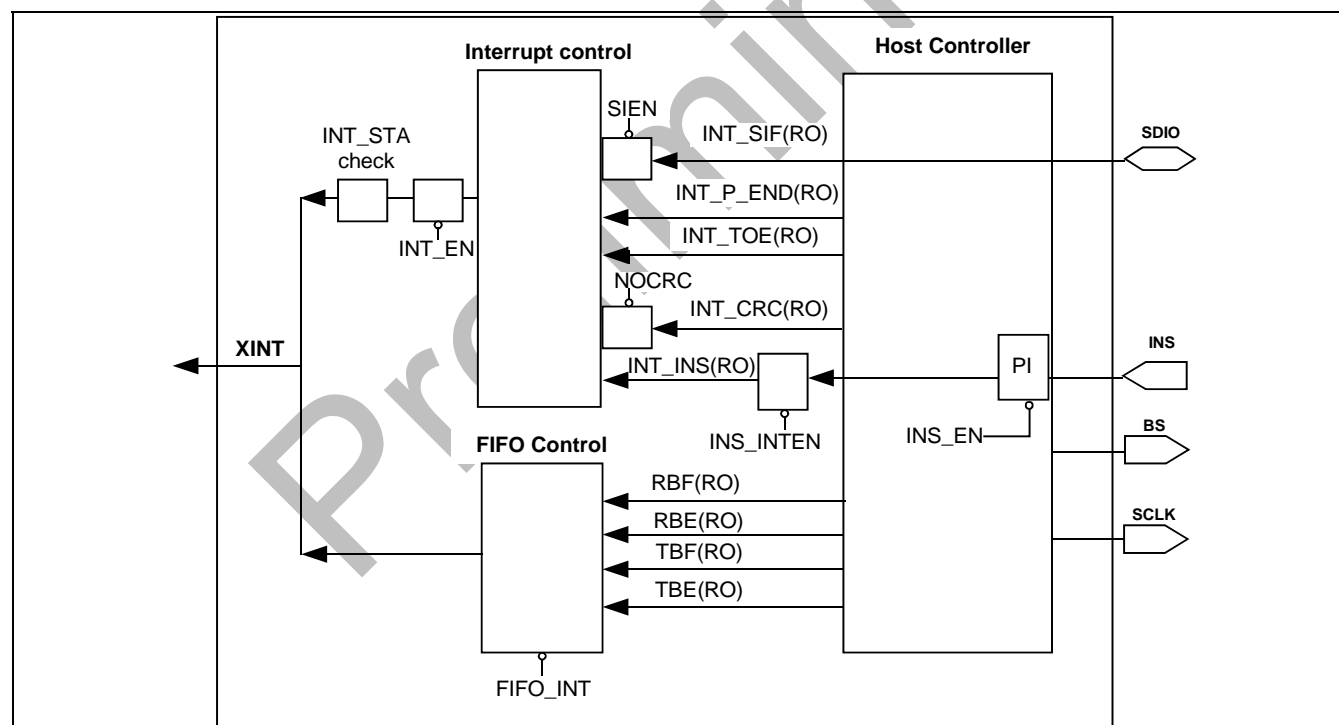 Interrupt control
Host Controller
SIEN
INT_SIF(RO)
SDIO
INT_STA
check
INT_P_END(RO)
INT_EN
INT_TOE(RO)
NOCRC
INT_CRC(RO)
XINT
INT_INS(RO)
PI
INS
INS_INTEN
INS_EN
BS
FIFO Control
RBF(RO)
RBE(RO)
SCLK
TBF(RO)
TBE(RO)
FIFO_INT